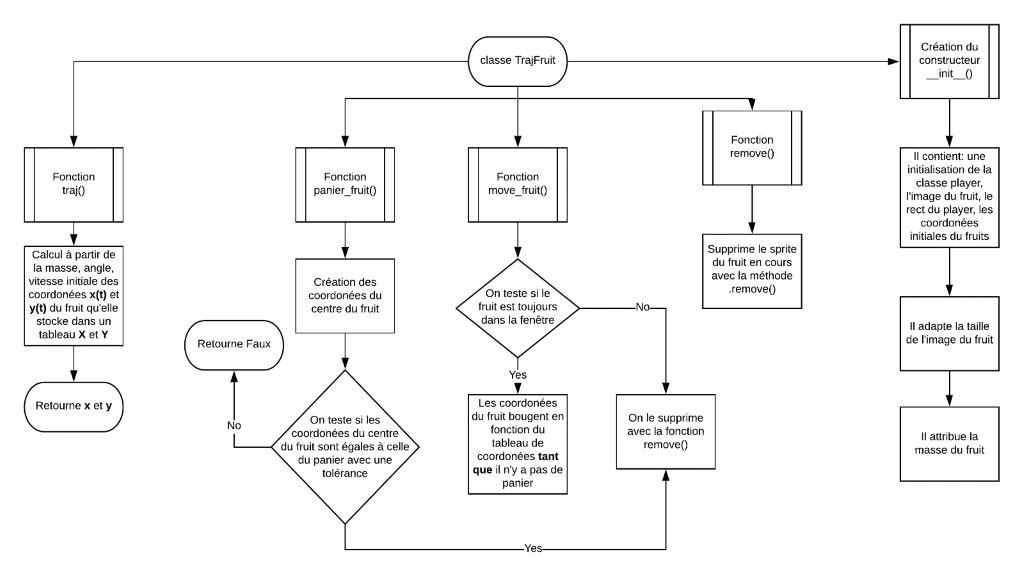 classe TrajFruit
Création du
constructeur
__init__()
Fonction
remove()
Fonction
traj()
Fonction
panier_fruit()
Fonction
move_fruit()
Il contient: une
initialisation de la
classe player,
l'image du fruit, le
rect du player, les
coordonées
initiales du fruits
Calcul à partir de
la masse, angle,
vitesse initiale des
coordonées x(t) et
y(t) du fruit qu'elle
stocke dans un
tableau X et Y
Création des
coordonées du
centre du fruit
Supprime le sprite
du fruit en cours
avec la méthode
.remove()
On teste si le
fruit est toujours
dans la fenêtre
No
Il adapte la taille
de l'image du fruit
Retourne Faux
Yes
Retourne x et y
No
On teste si les
coordonées du centre
du fruit sont égales à celle
du panier avec une
tolérance
Les coordonées
du fruit bougent en
fonction du
tableau de
coordonées tant
que il n'y a pas de
panier
On le supprime
avec la fonction
remove()
Il attribue la
masse du fruit
Yes